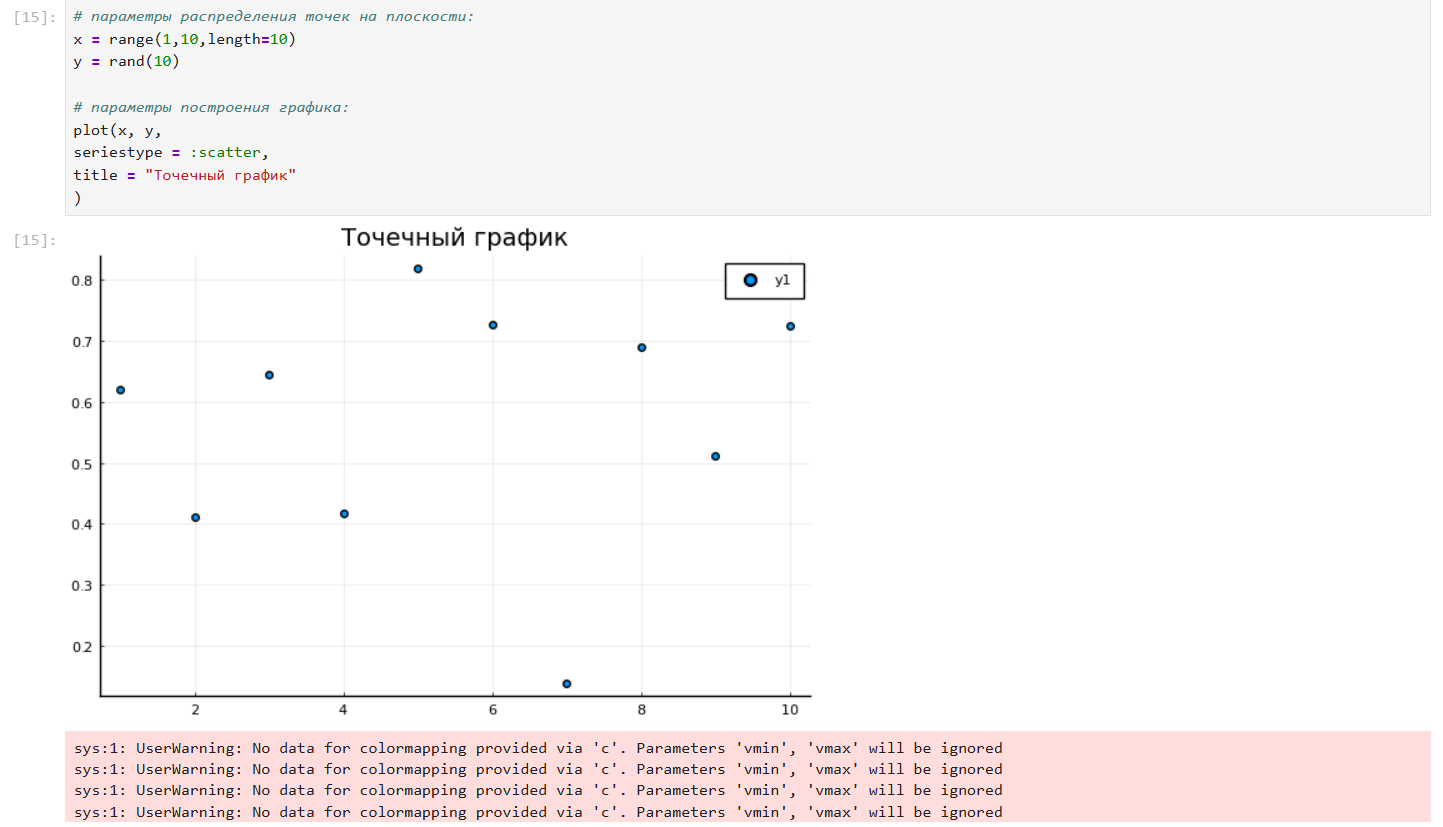 [15]:
# параметры распределения точек на плоскости:
x = range(1,10,length=10)
y = rand(10)
# параметры построения графика:
plot(x, y,
seriestype = :scatter,
title = "Точечный график"
)
[15]:
Точечный график
y1
0.8
0.7
0.6
0.5
0.4
0.3
0.2
2 4 6 8 10
sys:1: UserWarning: No data for colormapping provided via 'c'. Parameters 'vmin', 'vmax' will be ignored
sys:1: UserWarning: No data for colormapping provided via 'c'. Parameters 'vmin', 'vmax' will be ignored
sys:1: UserWarning: No data for colormapping provided via 'c'. Parameters 'vmin', 'vmax' will be ignored
sys:1: UserWarning: No data for colormapping provided via 'c'. Parameters 'vmin', 'vmax' will be ignored